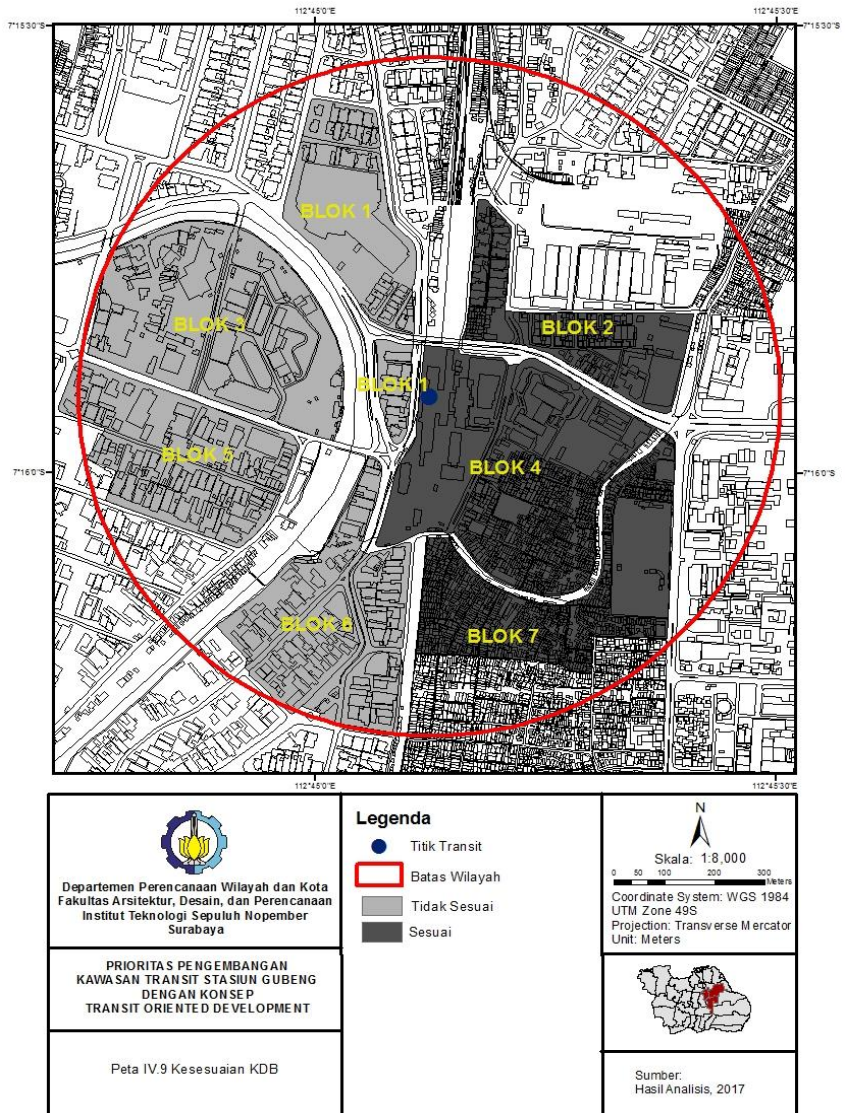 112°45'0"E
112°45'30"E
7°15'30"S
7°15'30"S
BLOK 1
BLOK 3
BLOK 2
BLOK 1
BLOK 5
BLOK 4
7°16'0"S
7°16'0"S
BLOK 6
BLOK 7
112°45'0"E
112°45'30"E
Departemen Perencanaan Wilayah dan Kota
Fakultas Arsitektur, Desain, dan Perencanaan
Institut Teknologi Sepuluh Nopember
Surabaya
PRIORITAS PENGEMBANGAN
KAWASAN TRANSIT STASIUN GUBENG
DENGAN KONSEP
TRANSIT ORIENTED DEVELOPMENT
Peta IV.9 Kesesuaian KDB
Legenda
Titik Transit
Batas Wilayah
Tidak Sesuai
Sesuai
N
Skala: 1:8,000
0 50 100 200 300
Meters
Coordinate System: WGS 1984
UTM Zone 49S
Projection: Transverse Mercator
Unit: Meters
Sumber:
Hasil Analisis, 2017